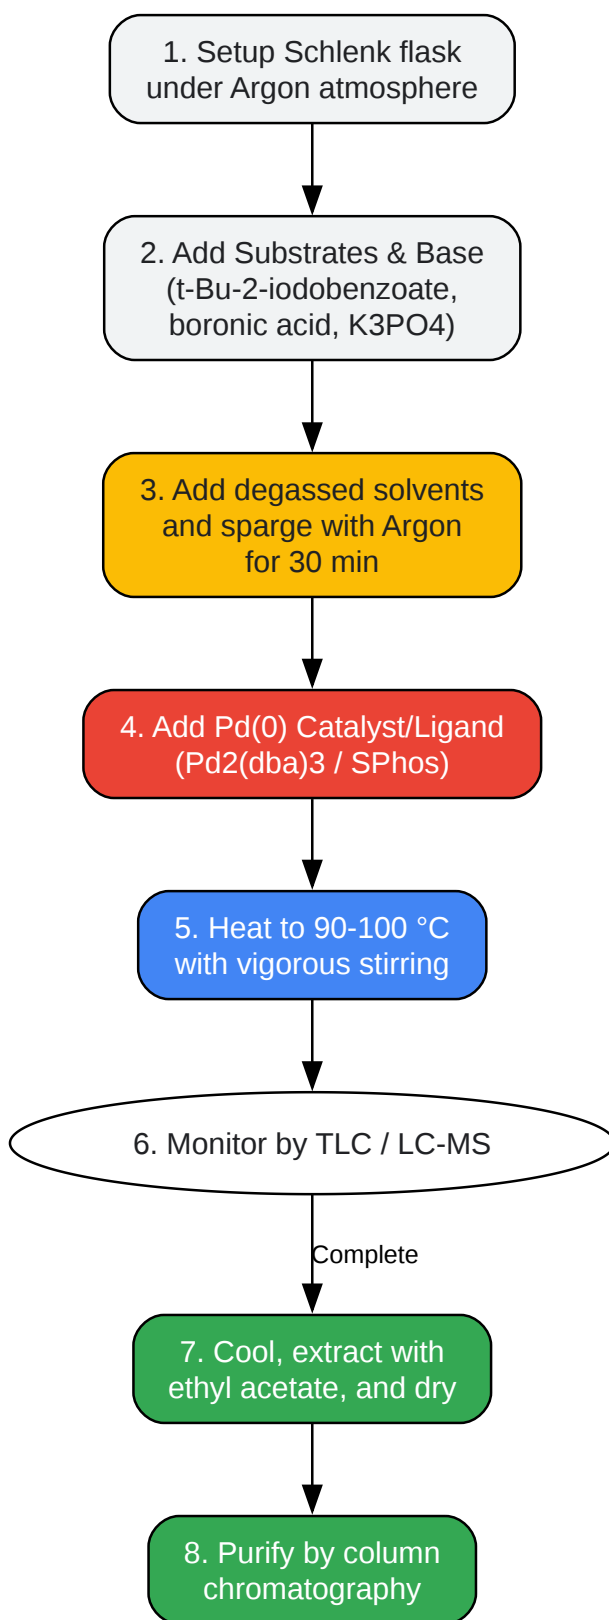 1. Setup Schlenk flask
under Argon atmosphere
2. Add Substrates & Base
(t-Bu-2-iodobenzoate,
boronic acid, K3PO4)
3. Add degassed solvents
and sparge with Argon
for 30 min
4. Add Pd(0) Catalyst/Ligand
(Pd2(dba)3 / SPhos)
5. Heat to 90-100 °C
with vigorous stirring
6. Monitor by TLC / LC-MS
Complete
7. Cool, extract with
ethyl acetate, and dry
8. Purify by column
chromatography